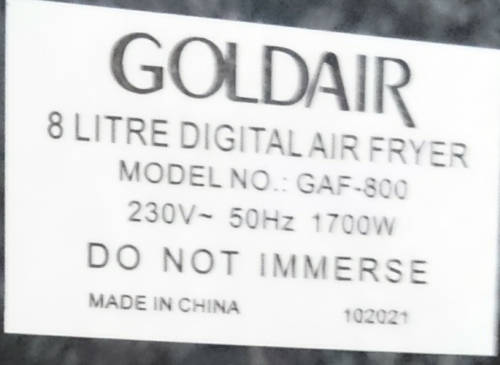 GOLDAIR
8 LITRE DIGITAL AIR FRYER
MODEL NO.: GAF-800
230V~ 50Hz 1700W
DO NOT IMMERSE
MADE IN CHINA 102021